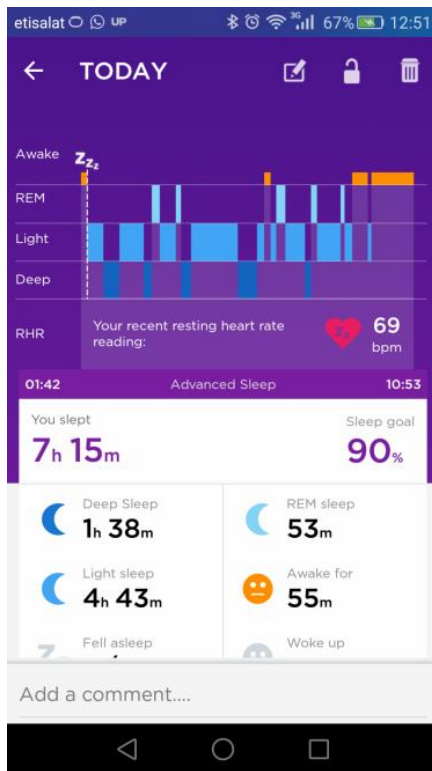 etisalat UP 3G 67% 12:51
TODAY
Awake zZz
REM
Light
Deep
RHR Your recent resting heart rate reading: 69 bpm
01:42 Advanced Sleep 10:53
You slept Sleep goal
7h 15m 90%
Deep Sleep REM sleep
1h 38m 53m
Light sleep Awake for
4h 43m 55m
Fell asleep Woke up
Add a comment....